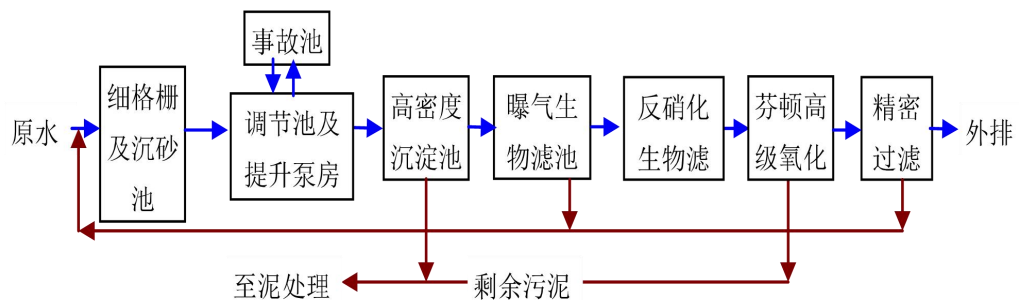 事故池
细格栅
及沉砂
池
调节池及
提升泵房
高密度
沉淀池
曝气生
物滤池
反硝化
生物滤
芬顿高
级氧化
精密
过滤
原水
外排
至泥处理
剩余污泥